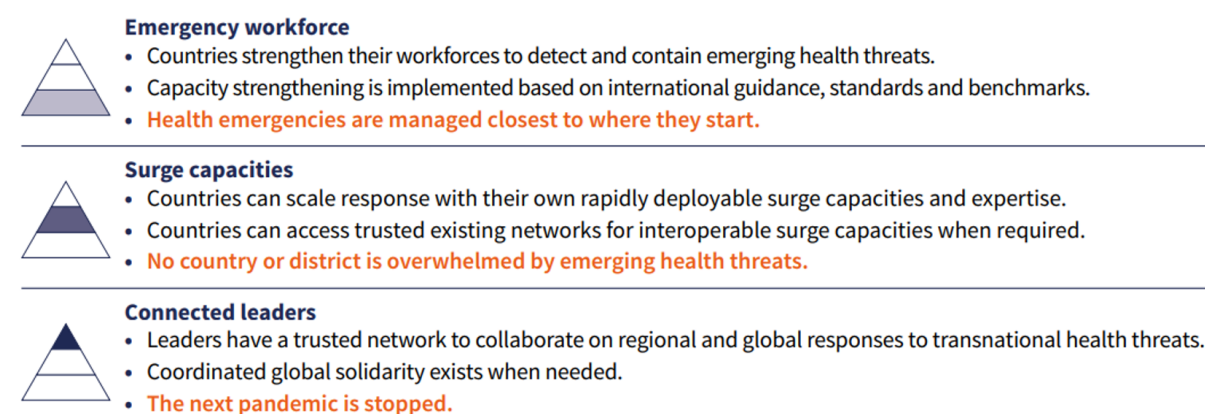 Emergency workforce
• Countries strengthen their workforces to detect and contain emerging health threats.
• Capacity strengthening is implemented based on international guidance, standards and benchmarks.
• Health emergencies are managed closest to where they start.
Surge capacities
• Countries can scale response with their own rapidly deployable surge capacities and expertise.
• Countries can access trusted existing networks for interoperable surge capacities when required.
• No country or district is overwhelmed by emerging health threats.
Connected leaders
• Leaders have a trusted network to collaborate on regional and global responses to transnational health threats.
• Coordinated global solidarity exists when needed.
• The next pandemic is stopped.